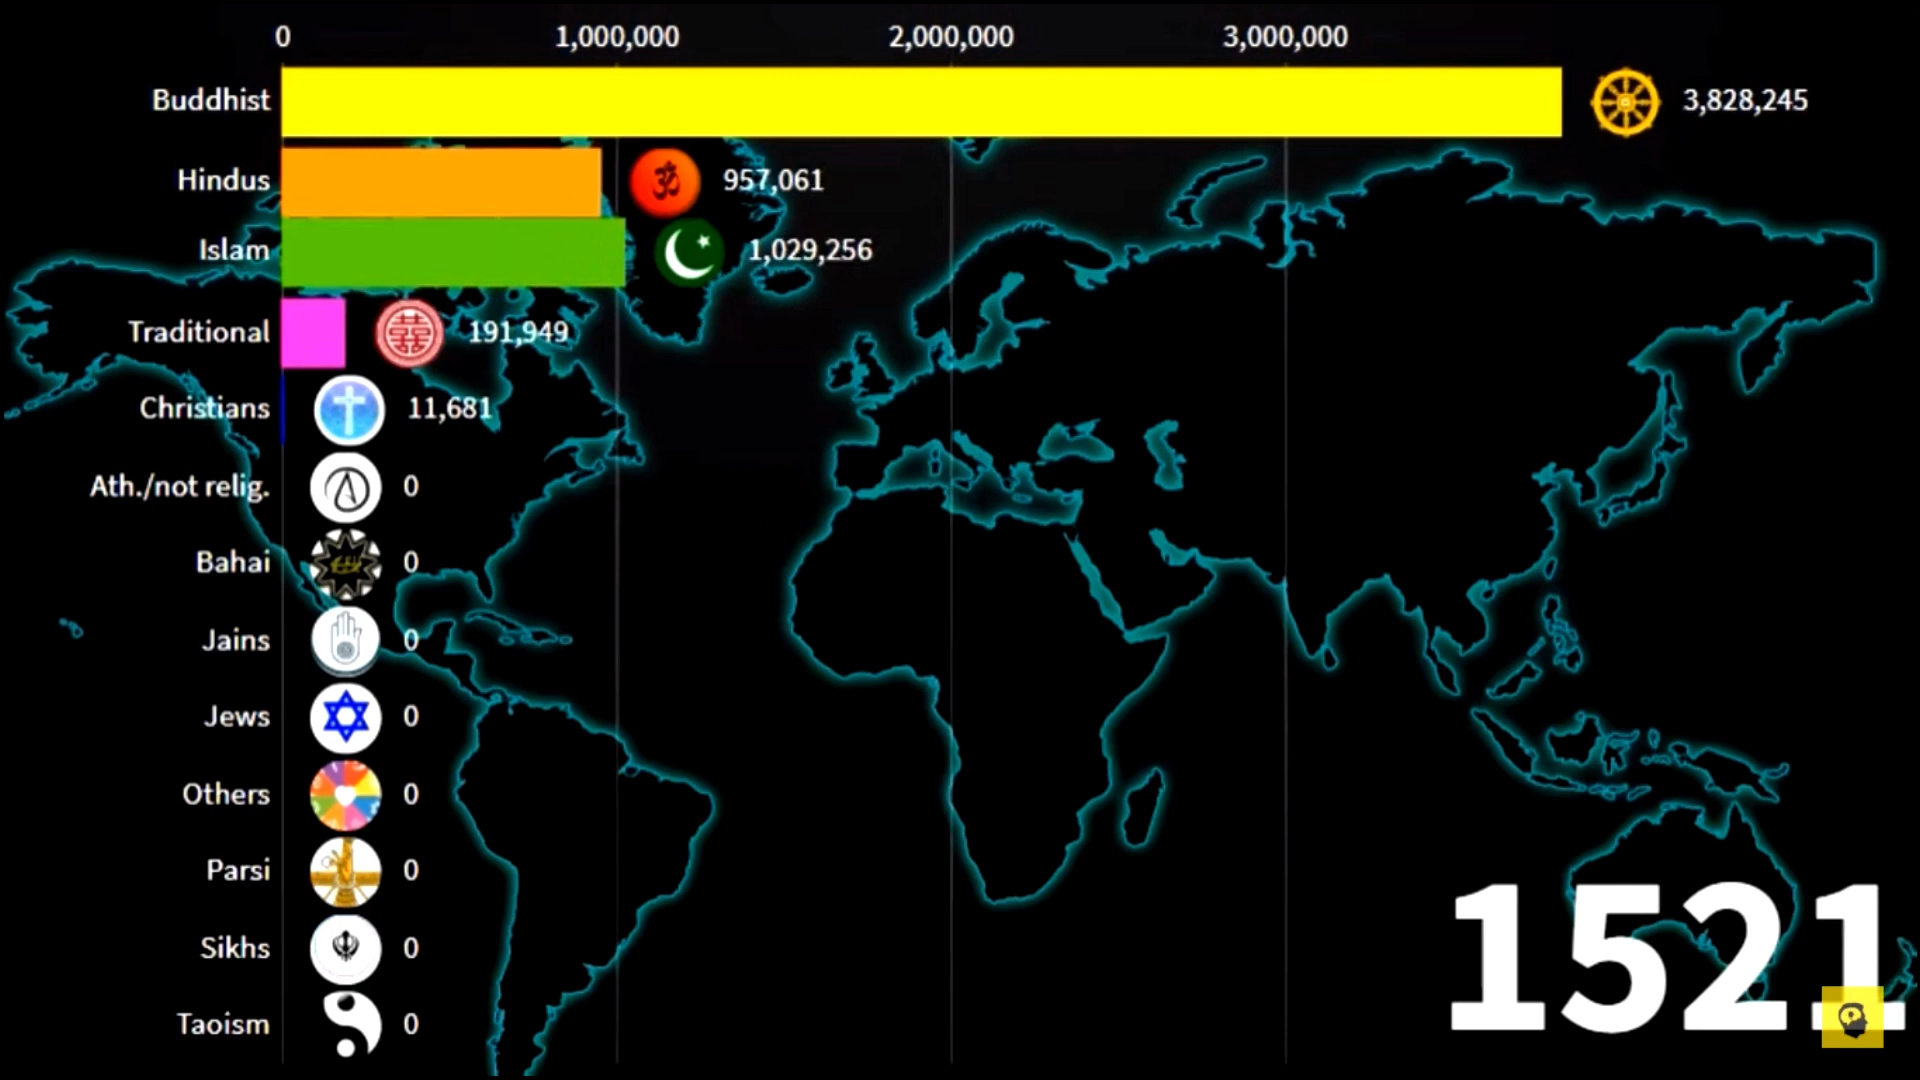 0 1,000,000 2,000,000 3,000,000
Buddhist 3,828,245
Hindus 957,061
Islam 1,029,256
Traditional 191,949
Christians 11,681
Ath./not relig. 0
Bahai 0
Jains 0
Jews 0
Others 0
Parsi 0
Sikhs 0
Taoism 0
1521